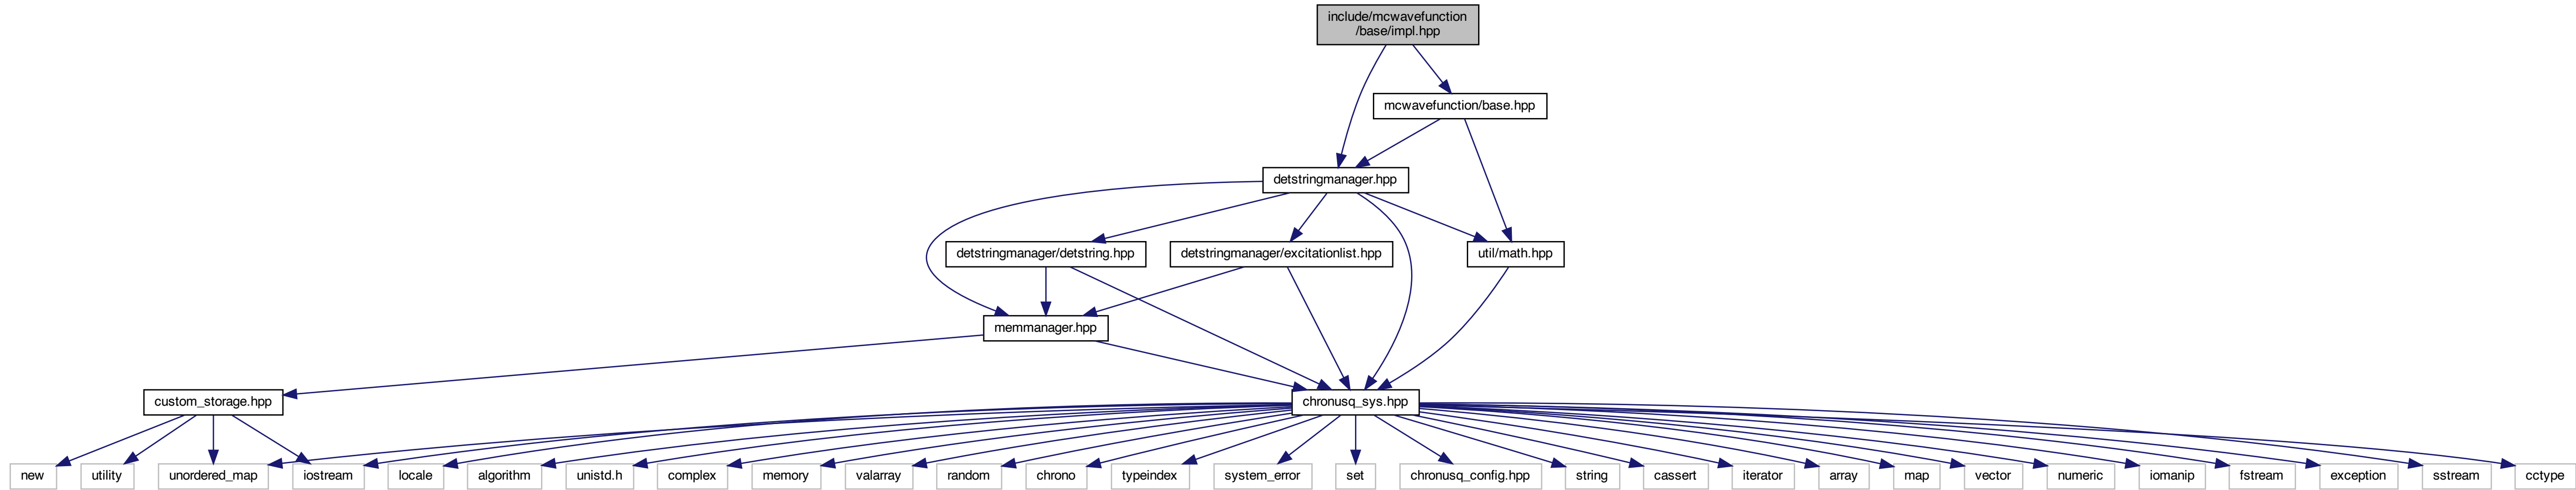 include/mcwavefunction
/base/impl.hpp
mcwavefunction/base.hpp
detstringmanager.hpp
detstringmanager/detstring.hpp
detstringmanager/excitationlist.hpp
util/math.hpp
memmanager.hpp
custom_storage.hpp
chronusq_sys.hpp
new
utility
unordered_map
iostream
locale
algorithm
unistd.h
complex
memory
valarray
random
chrono
typeindex
system_error
set
chronusq_config.hpp
string
cassert
iterator
array
map
vector
numeric
iomanip
fstream
exception
sstream
cctype